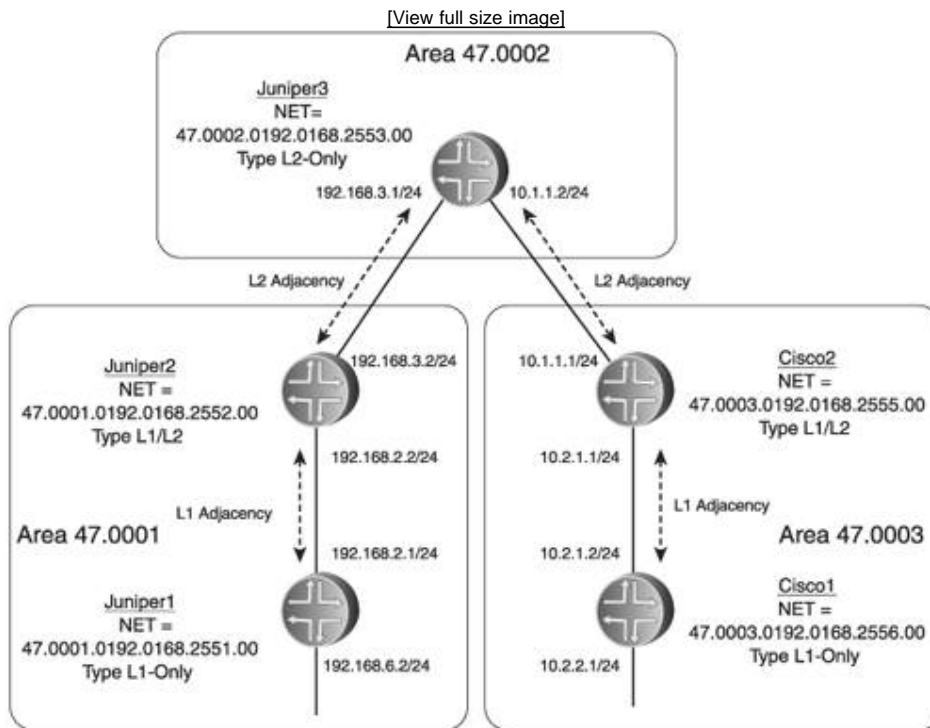 [View full size image]
Area 47.0002
Juniper3
NET=
47.0002.0192.0168.2553.00
Type L2-Only
192.168.3.1/24
10.1.1.2/24
L2 Adjacency
L2 Adjacency
Juniper2
NET =
47.0001.0192.0168.2552.00
Type L1/L2
192.168.3.2/24
192.168.2.2/24
L1 Adjacency
Area 47.0001
192.168.2.1/24
Juniper1
NET =
47.0001.0192.0168.2551.00
Type L1-Only
192.168.6.2/24
10.1.1.1/24
Cisco2
NET =
47.0003.0192.0168.2555.00
Type L1/L2
10.2.1.1/24
L1 Adjacency
Area 47.0003
10.2.1.2/24
Cisco1
NET =
47.0003.0192.0168.2556.00
Type L1-Only
10.2.2.1/24